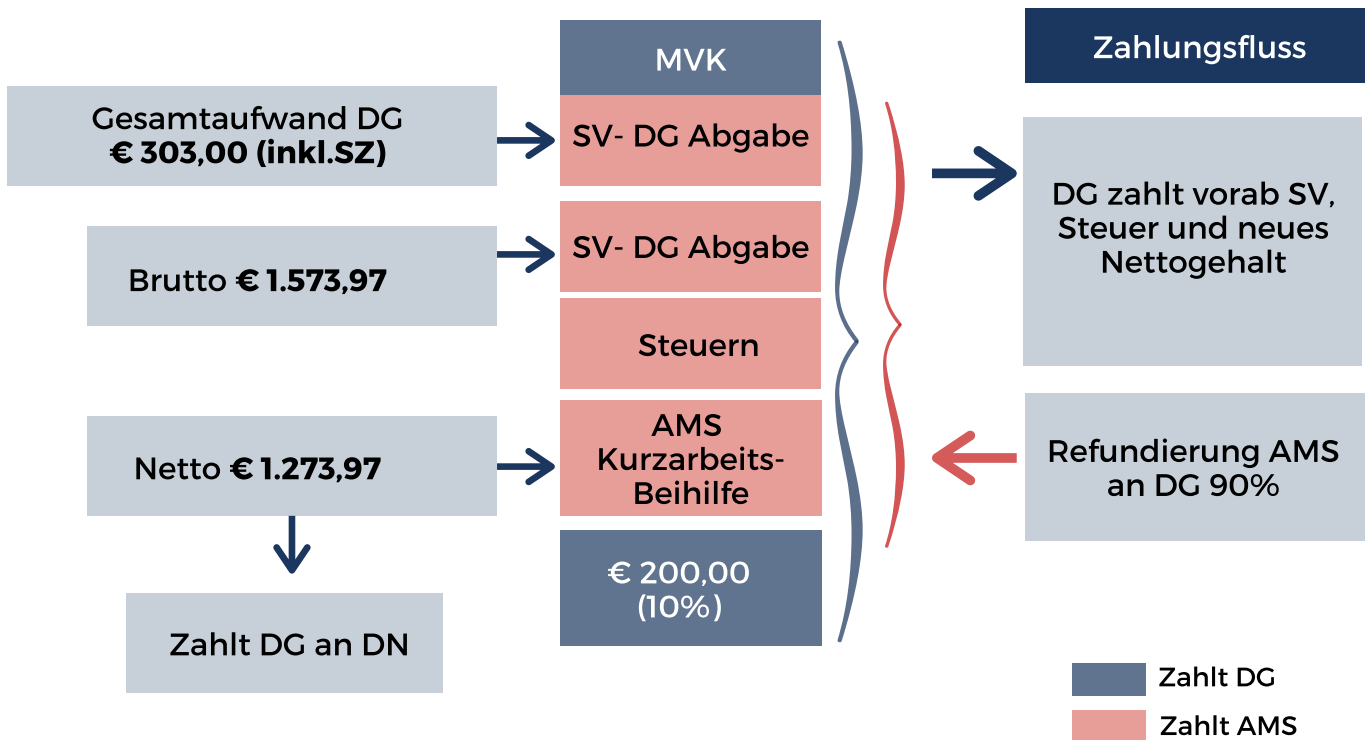 MVK
Zahlungsfluss
Gesamtaufwand DG
€ 303,00 (inkl.SZ)
SV- DG Abgabe
DG zahlt vorab SV,
Steuer und neues
Nettogehalt
Brutto € 1.573,97
SV- DG Abgabe
Steuern
Netto € 1.273,97
AMS
Kurzarbeits-
Beihilfe
Refundierung AMS
an DG 90%
€ 200,00
(10%)
Zahlt DG an DN
Zahlt DG
Zahlt AMS